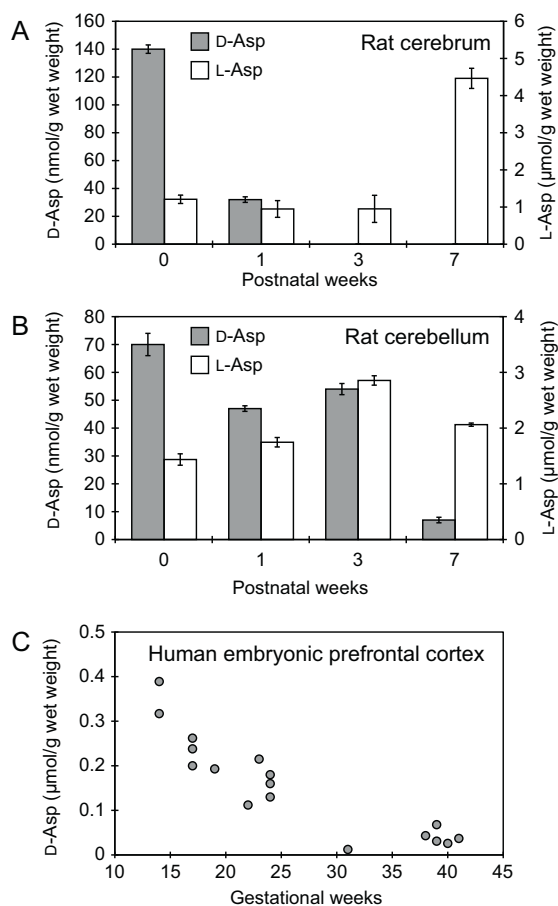 A
Rat cerebrum
D-Asp
L-Asp
D-Asp (nmol/g wet weight)
160
140
120
100
80
60
40
20
0
L-Asp (μmol/g wet weight)
6
5
4
3
2
1
0
0 1 3 7
Postnatal weeks
B
Rat cerebellum
D-Asp
L-Asp
D-Asp (nmol/g wet weight)
80
70
60
50
40
30
20
10
0
L-Asp (μmol/g wet weight)
4
3
2
1
0
0 1 3 7
Postnatal weeks
C
Human embryonic prefrontal cortex
D-Asp (μmol/g wet weight)
0.5
0.4
0.3
0.2
0.1
0
10 15 20 25 30 35 40 45
Gestational weeks